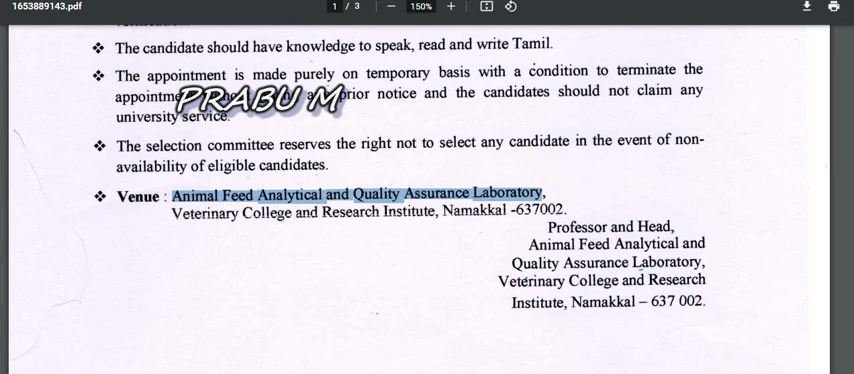 1653889143.pdf
1 / 3
150%
❖ The candidate should have knowledge to speak, read and write Tamil.
❖ The appointment is made purely on temporary basis with a condition to terminate the
appointme PRABU M prior notice and the candidates should not claim any
university service.
❖ The selection committee reserves the right not to select any candidate in the event of non-
availability of eligible candidates.
❖ Venue : Animal Feed Analytical and Quality Assurance Laboratory,
Veterinary College and Research Institute, Namakkal -637002.
Professor and Head,
Animal Feed Analytical and
Quality Assurance Laboratory,
Veterinary College and Research
Institute, Namakkal – 637 002.